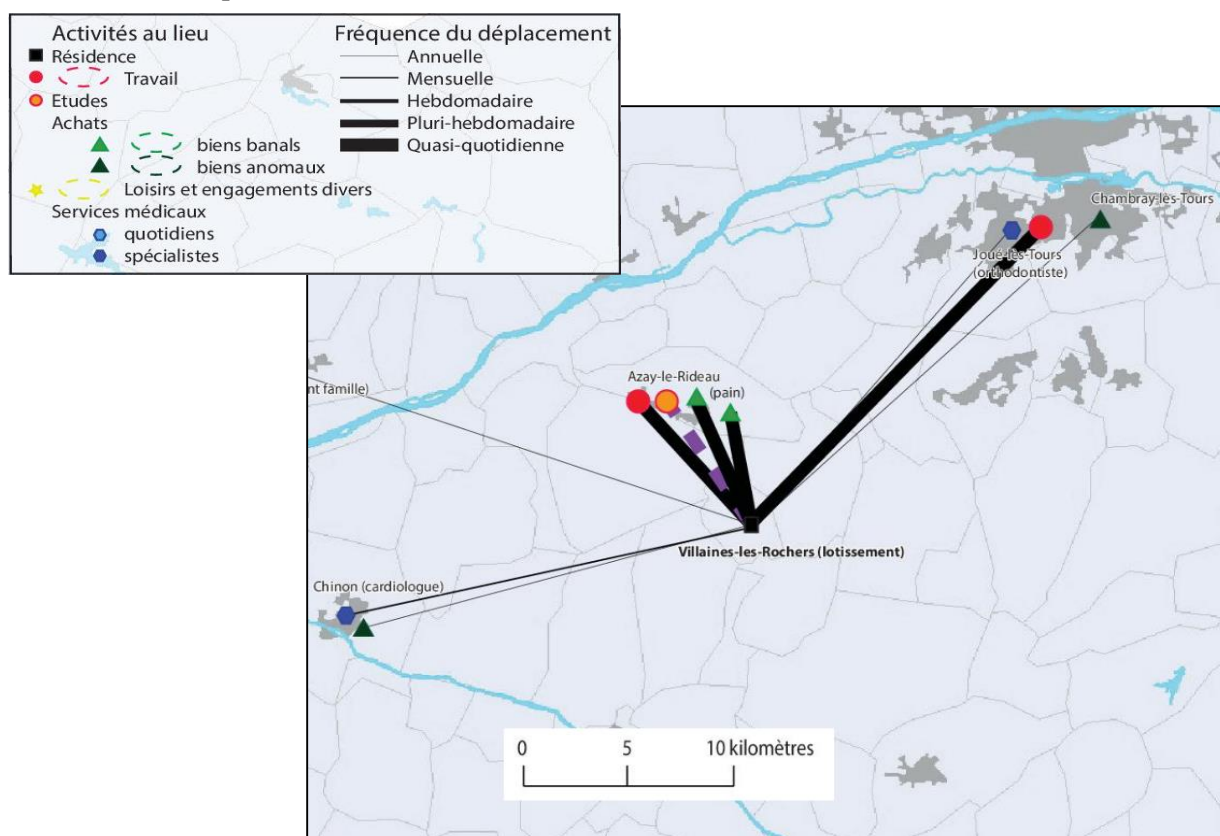 Activités au lieu
Résidence
Travail
Etudes
Achats
biens banals
biens anomaux
Loisirs et engagements divers
Services médicaux
quotidiens
spécialistes
Fréquence du déplacement
Annuelle
Mensuelle
Hebdomadaire
Pluri-hebdomadaire
Quasi-quotidienne
Chambray-lès-Tours
Joué-lès-Tours
(orthodontiste)
Azay-le-Rideau
(pain)
nt famille)
Villaines-les-Rochers (lotissement)
Chinon (cardiologue)
0 5 10 kilomètres